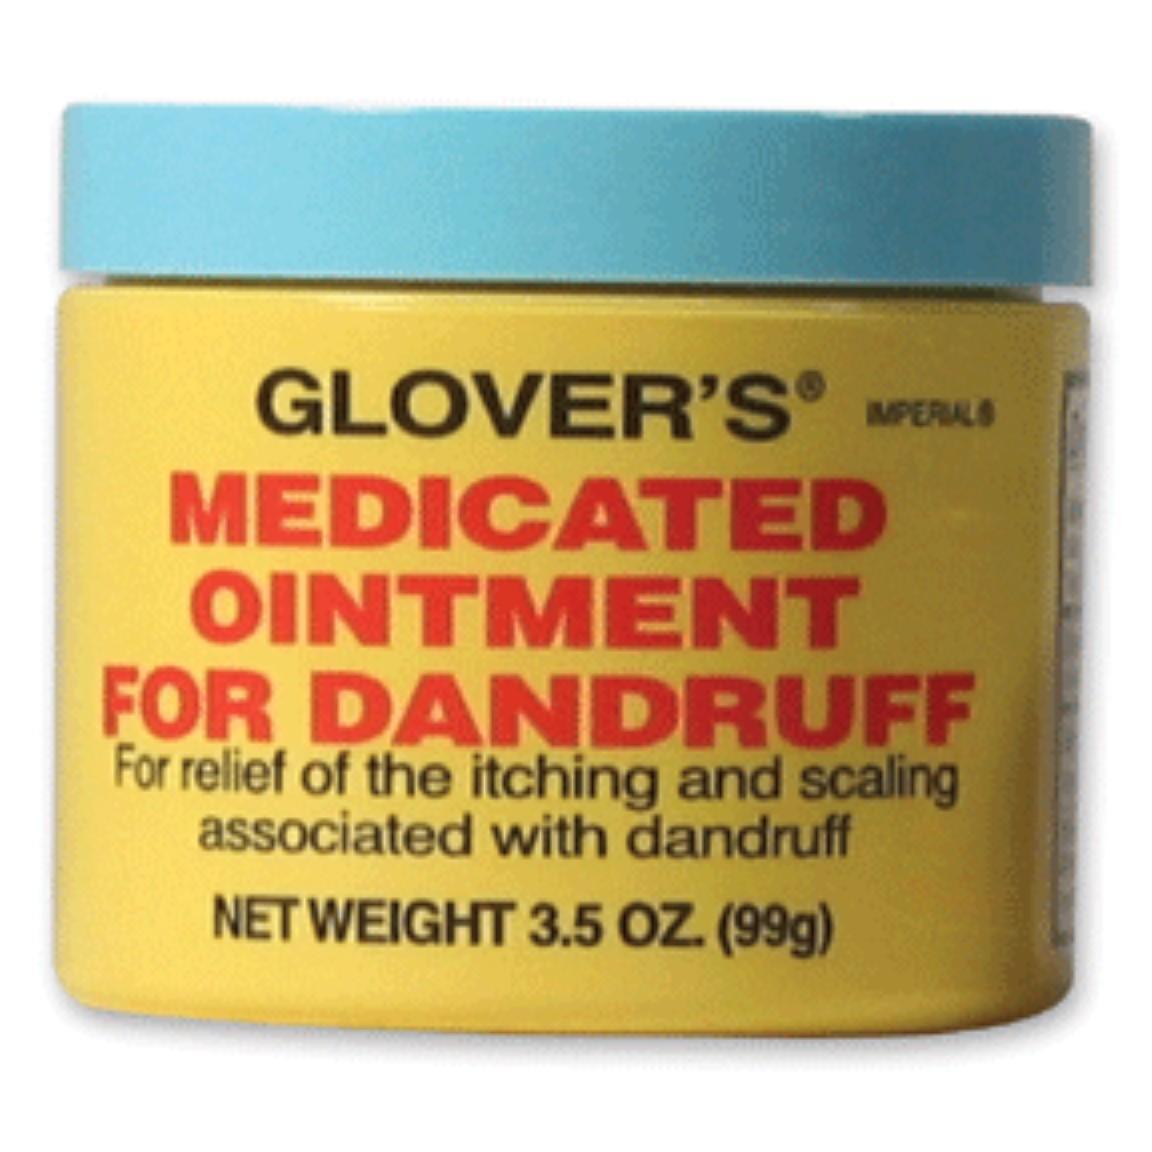 GLOVER'S® IMPERIAL®
MEDICATED
OINTMENT
FOR DANDRUFF
For relief of the itching and scaling
associated with dandruff
NET WEIGHT 3.5 OZ. (99g)